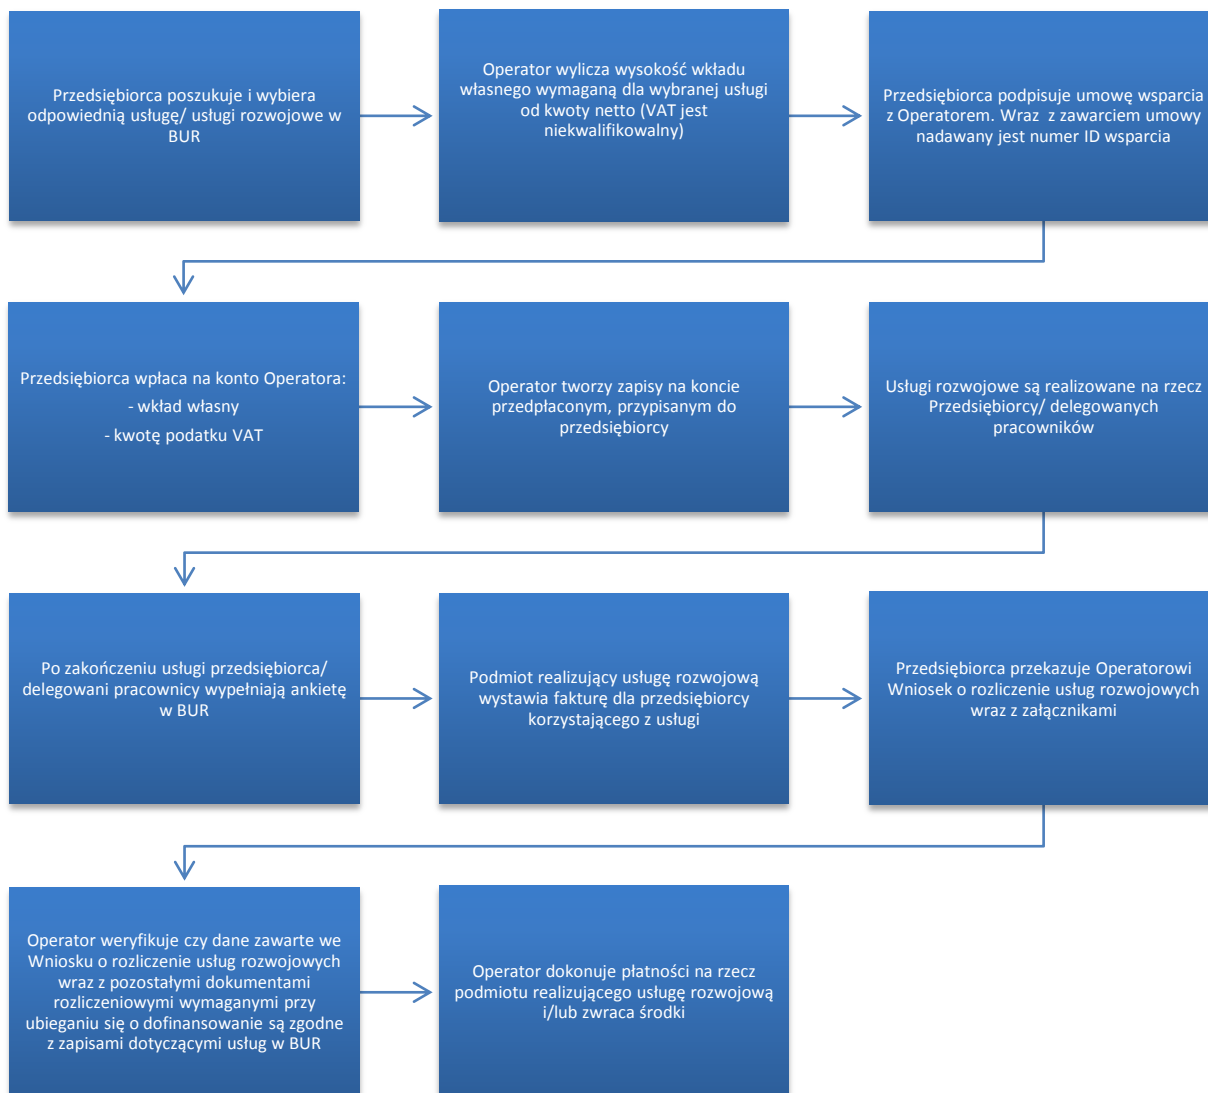 Przedsiębiorca poszukuje i wybiera
odpowiednią usługę/ usługi rozwojowe w
BUR
Operator wylicza wysokość wkładu
własnego wymaganą dla wybranej usługi
od kwoty netto (VAT jest
niekwalifikowalny)
Przedsiębiorca podpisuje umowę wsparcia
z Operatorem. Wraz z zawarciem umowy
nadawany jest numer ID wsparcia
Przedsiębiorca wpłaca na konto Operatora:
- wkład własny
- kwotę podatku VAT
Operator tworzy zapisy na koncie
przedpłaconym, przypisanym do
przedsiębiorcy
Usługi rozwojowe są realizowane na rzecz
Przedsiębiorcy/ delegowanych
pracowników
Po zakończeniu usługi przedsiębiorca/
delegowani pracownicy wypełniają ankietę
w BUR
Podmiot realizujący usługę rozwojową
wystawia fakturę dla przedsiębiorcy
korzystającego z usługi
Przedsiębiorca przekazuje Operatorowi
Wniosek o rozliczenie usług rozwojowych
wraz z załącznikami
Operator weryfikuje czy dane zawarte we
Wniosku o rozliczenie usług rozwojowych
wraz z pozostałymi dokumentami
rozliczeniowymi wymaganymi przy
ubieganiu się o dofinansowanie są zgodne
z zapisami dotyczącymi usług w BUR
Operator dokonuje płatności na rzecz
podmiotu realizującego usługę rozwojową
i/lub zwraca środki